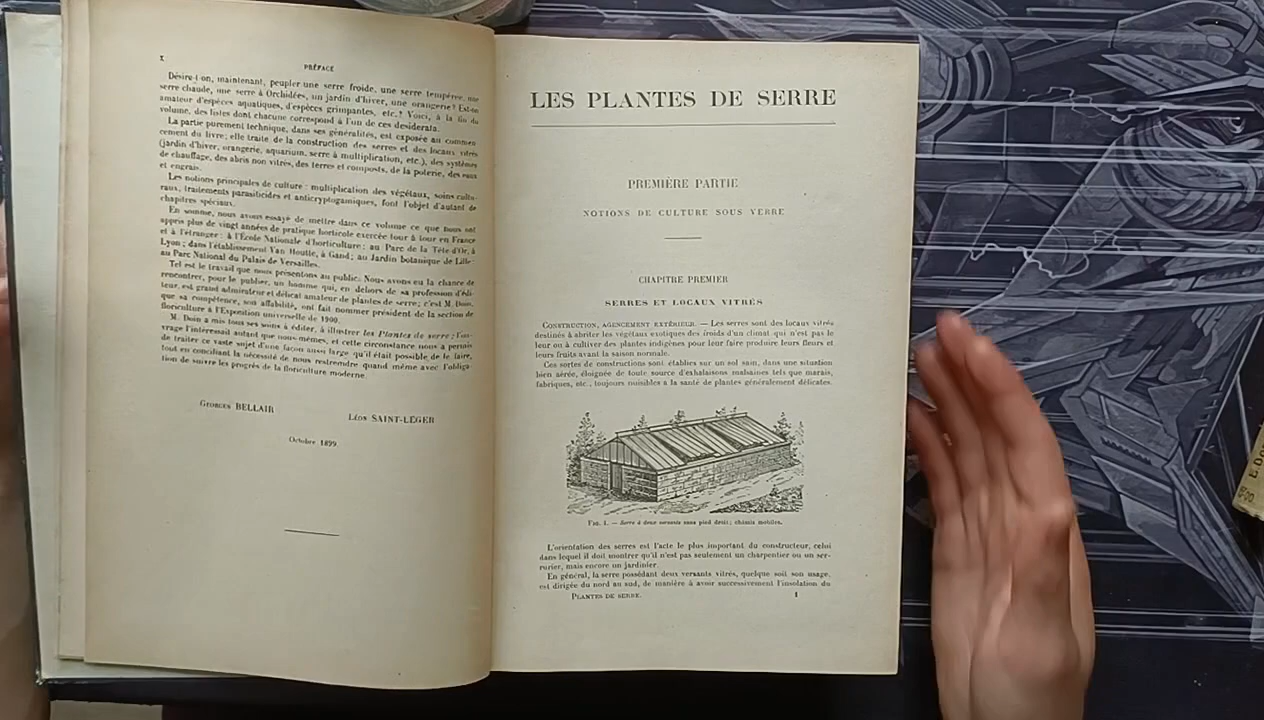 X
PRÉFACE
Désire-t-on, maintenant, peupler une serre froide, une serre tempérée, une
serre chaude, une serre à Orchidées, un jardin d'hiver, une orangerie? Est-on
amateur d'espèces aquatiques, d'espèces grimpantes, etc.? Voici, à la fin du
volume, des listes dont chacune correspond à l'un de ces desiderata.
La partie purement technique, dans ses généralités, est exposée au commen-
cement du livre; elle traite de la construction des serres et des locaux vitrés
(jardin d'hiver, orangerie, aquarium, serre à multiplication, etc.), des systèmes
de chauffage, des abris non vitrés, des terres et composts, de la poterie, des eaux
et engrais.
Les notions principales de culture : multiplication des végétaux, soins cultu-
raux, traitements parasiticides et anticryptogamiques, font l'objet d'autant de
chapitres spéciaux.
En somme, nous avons essayé de mettre dans ce volume ce que nous ont
appris plus de vingt années de pratique horticole exercée tour à tour en France
et à l'étranger : à l'École Nationale d'horticulture; au Parc de la Tête d'Or, à
Lyon; dans l'établissement Van Houtte, à Gand; au Jardin botanique de Lille
au Parc National du Palais de Versailles.
Tel est le travail que nous présentons au public. Nous avons eu la chance de
rencontrer, pour le publier, un homme qui, en dehors de sa profession d'édi-
teur, est grand admirateur et délicat amateur de plantes de serre; c'est M. Doin,
que sa compétence, son affabilité, ont fait nommer président de la section de
floriculture à l'Exposition universelle de 1900.
M. Doin a mis tous ses soins à éditer, à illustrer les Plantes de serre; l'ou-
vrage l'intéressait autant que nous-mêmes, et cette circonstance nous a permis
de traiter ce vaste sujet d'une façon aussi large qu'il était possible de le faire,
tout en conciliant la nécessité de nous restreindre quand même avec l'obliga-
tion de suivre les progrès de la floriculture moderne.
Georges BELLAIR
Léon SAINT-LÉGER
Octobre 1899
LES PLANTES DE SERRE
PREMIÈRE PARTIE
NOTIONS DE CULTURE SOUS VERRE
CHAPITRE PREMIER
SERRES ET LOCAUX VITRÉS
CONSTRUCTION, AGENCEMENT EXTÉRIEUR. — Les serres sont des locaux vitrés
destinés à abriter les végétaux exotiques des froids d'un climat qui n'est pas le
leur ou à cultiver des plantes indigènes pour leur faire produire leurs fleurs et
leurs fruits avant la saison normale.
Ces sortes de constructions sont établies sur un sol sain, dans une situation
bien aérée, éloignée de toute source d'exhalaisons malsaines tels que marais,
fabriques, etc., toujours nuisibles a la santé de plantes généralement délicates.
FIG. 1. — Serre à deux versants sans pied droit; châssis mobiles.
L'orientation des serres est l'acte le plus important du constructeur, celui
dans lequel il doit montrer qu'il n'est pas seulement un charpentier ou un ser-
rurier, mais encore un jardinier.
En général, la serre possédant deux versants vitrés, quelque soit son usage,
est dirigée du nord au sud, de manière à avoir successivement l'insolation du
PLANTES DE SERRE.
1